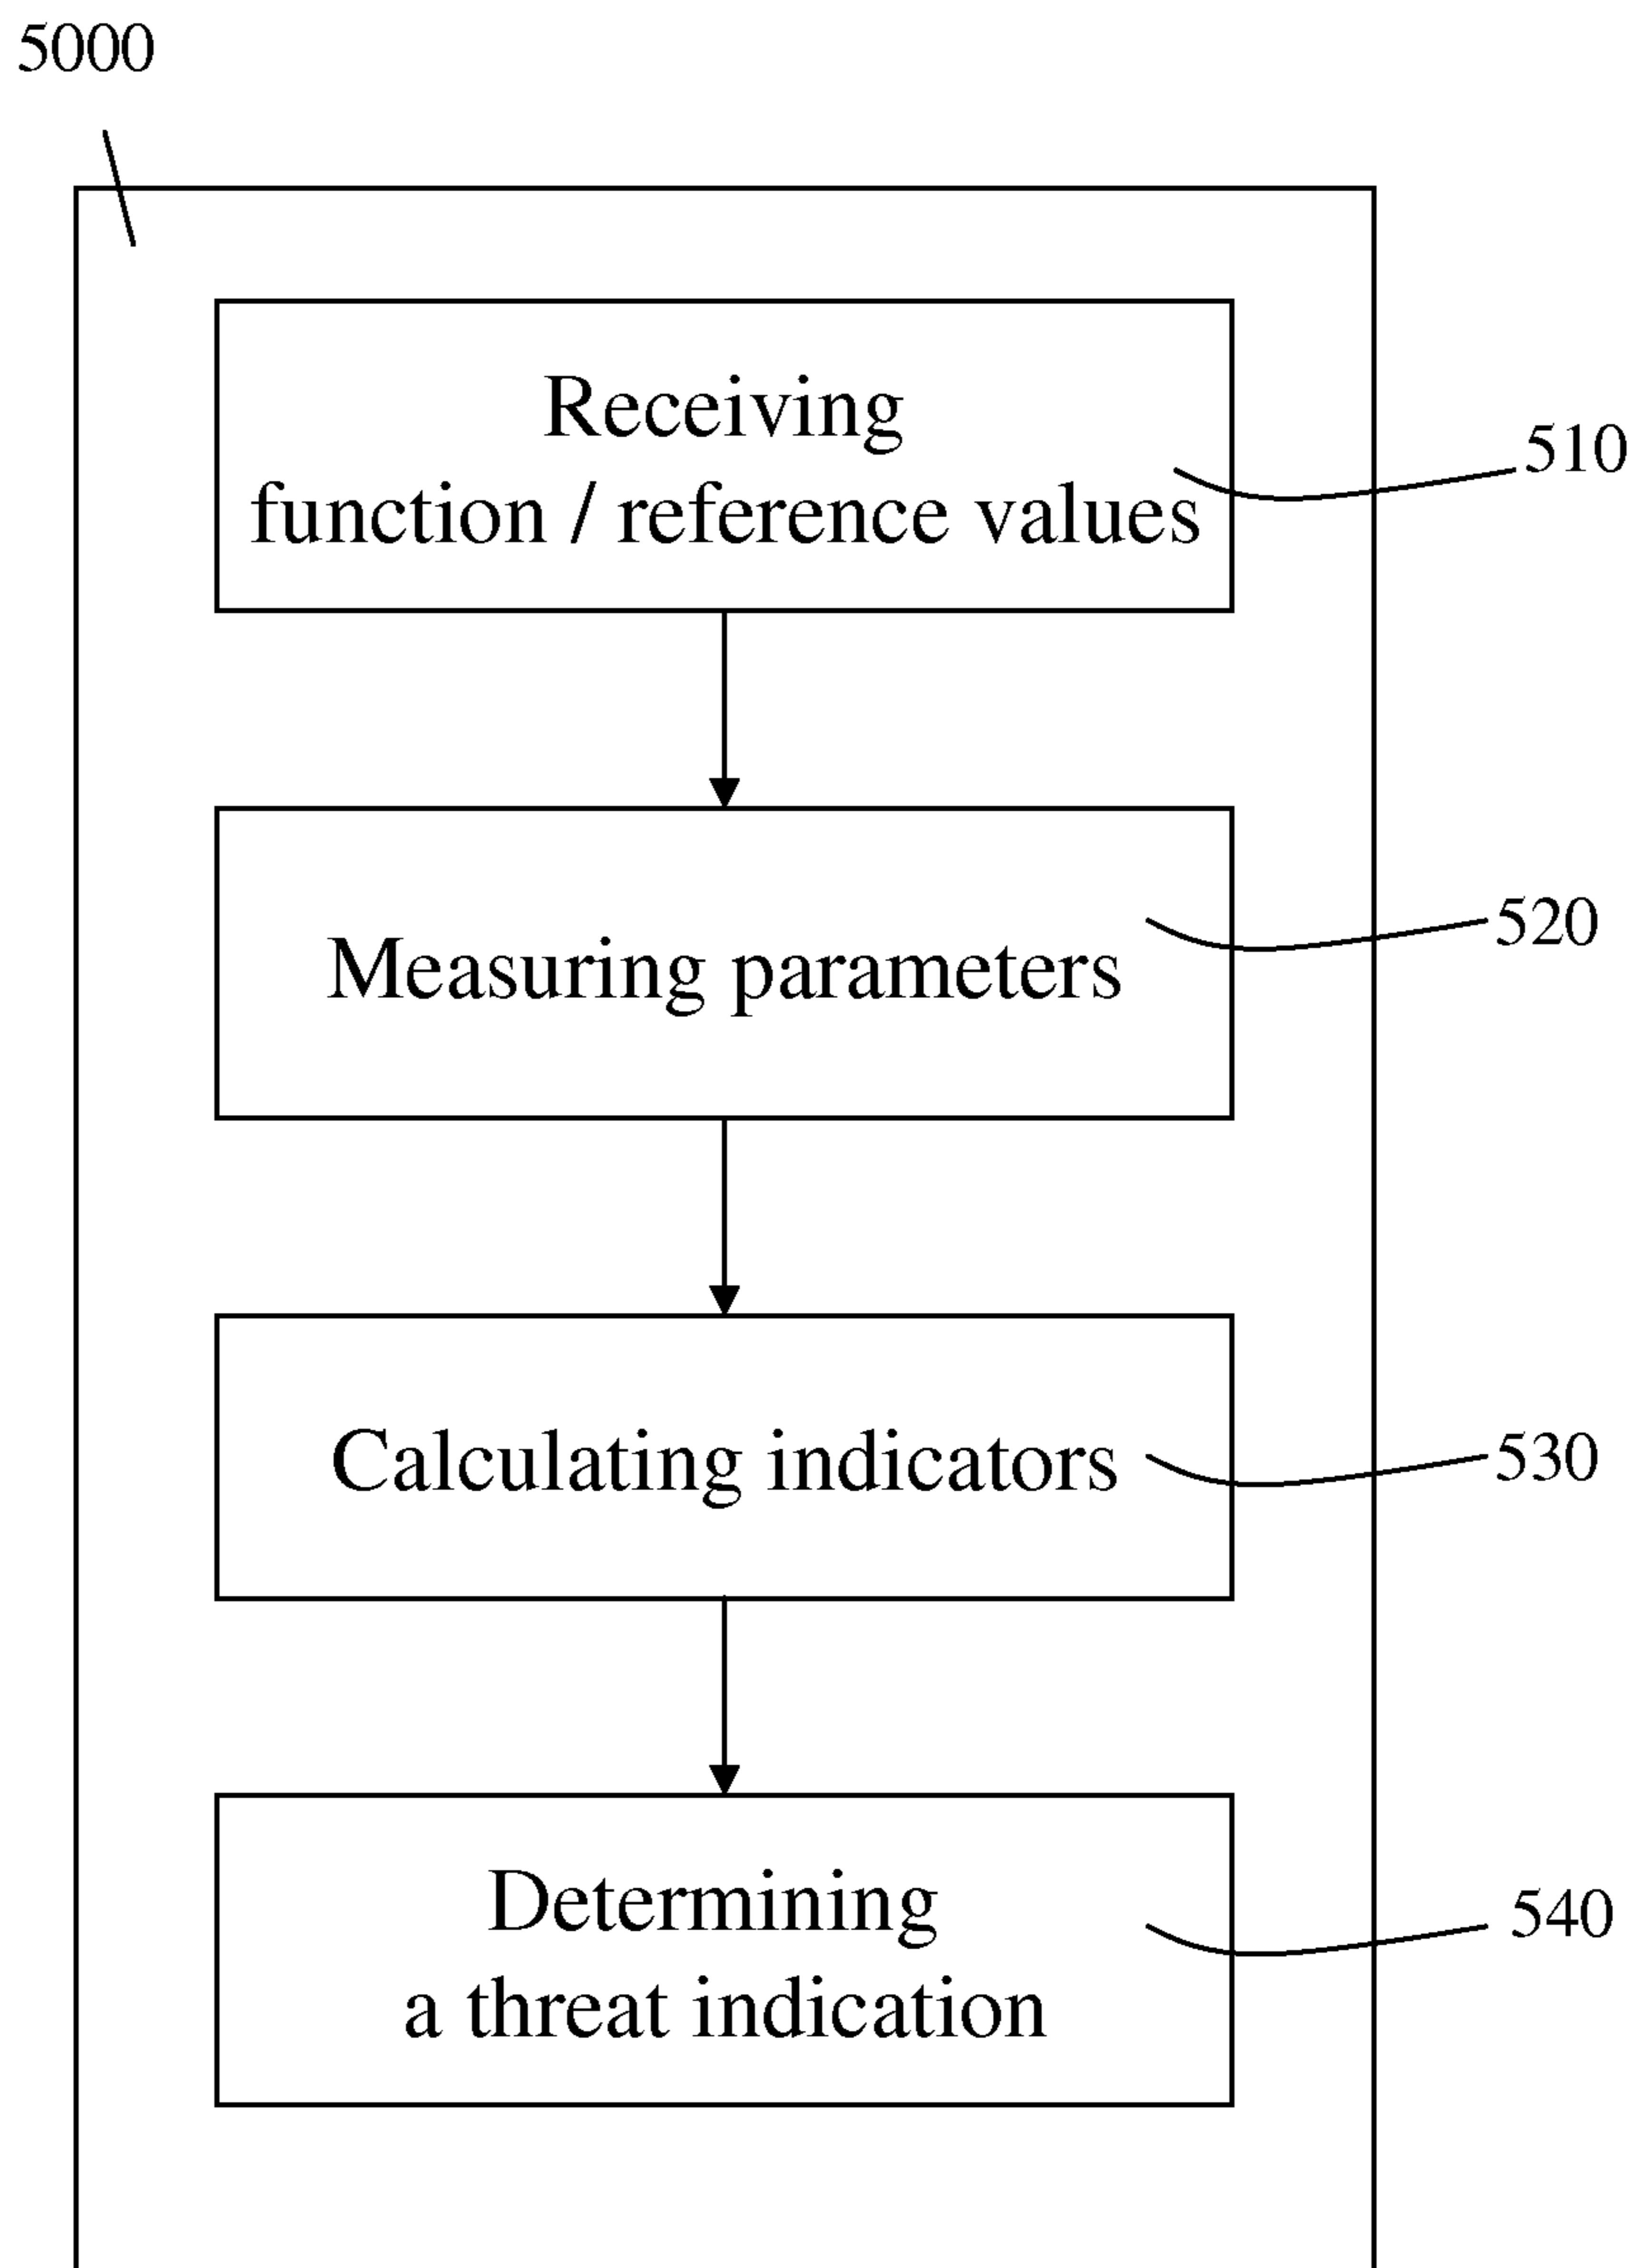 5000
Receiving
function / reference values
510
Measuring parameters
520
Calculating indicators
530
Determining
a threat indication
540